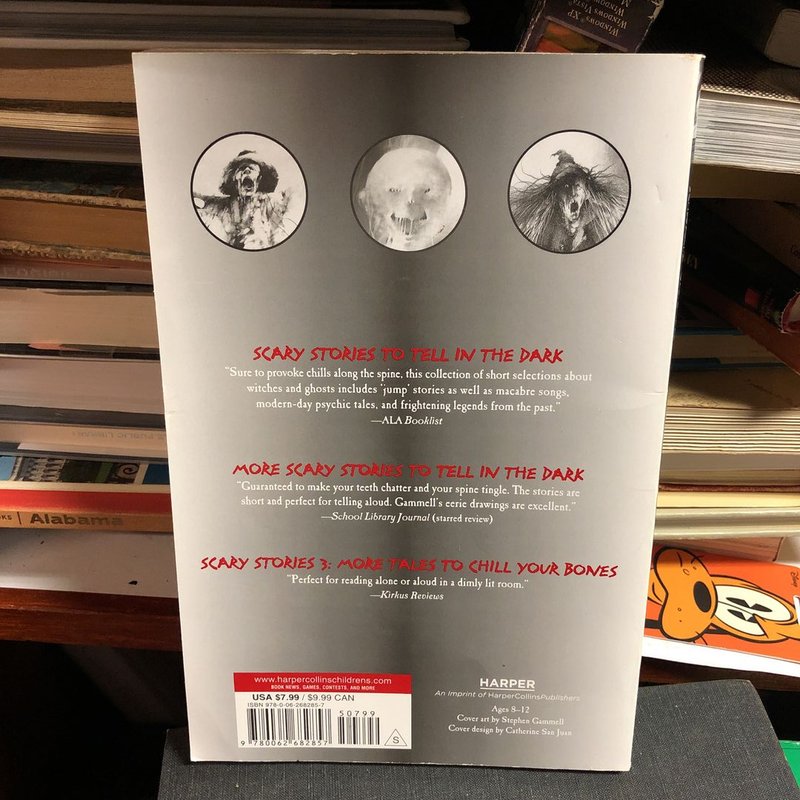 WINDOWS XP
WINDOWS VISTA
PUBLIC LIBRARY
Alabama
Disney
SCARY STORIES TO TELL IN THE DARK
"Sure to provoke chills along the spine, this collection of short selections about
witches and ghosts includes 'jump' stories as well as macabre songs,
modern-day psychic tales, and frightening legends from the past."
—ALA Booklist
MORE SCARY STORIES TO TELL IN THE DARK
"Guaranteed to make your teeth chatter and your spine tingle. The stories are
short and perfect for telling aloud. Gammell's eerie drawings are excellent."
—School Library Journal (starred review)
SCARY STORIES 3: MORE TALES TO CHILL YOUR BONES
"Perfect for reading alone or aloud in a dimly lit room."
—Kirkus Reviews
www.harpercollinschildrens.com
BOOK NEWS, GAMES, CONTESTS, AND MORE
USA $7.99 / $9.99 CAN
ISBN 978-0-06-268285-7
50799
9 780062 682857
S
HARPER
An Imprint of HarperCollinsPublishers
Ages 8–12
Cover art by Stephen Gammell
Cover design by Catherine San Juan